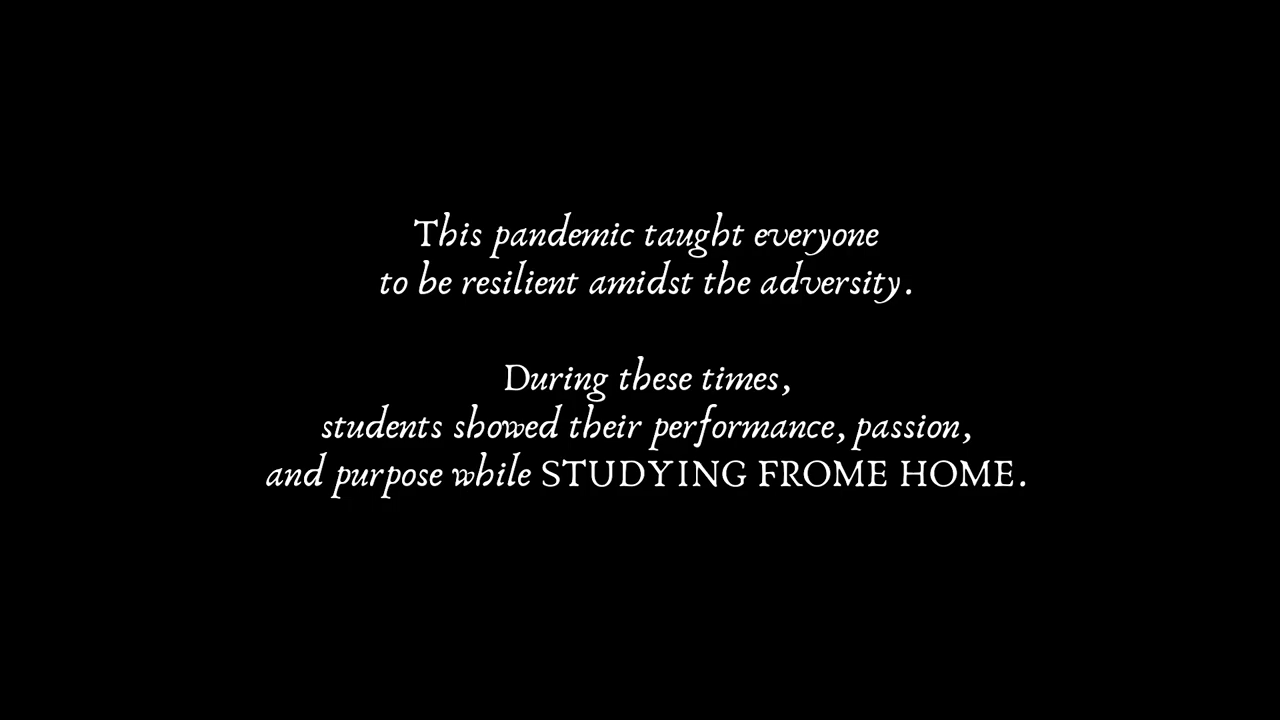 This pandemic taught everyone
to be resilient amidst the adversity.
During these times,
students showed their performance, passion,
and purpose while STUDYING FROME HOME.